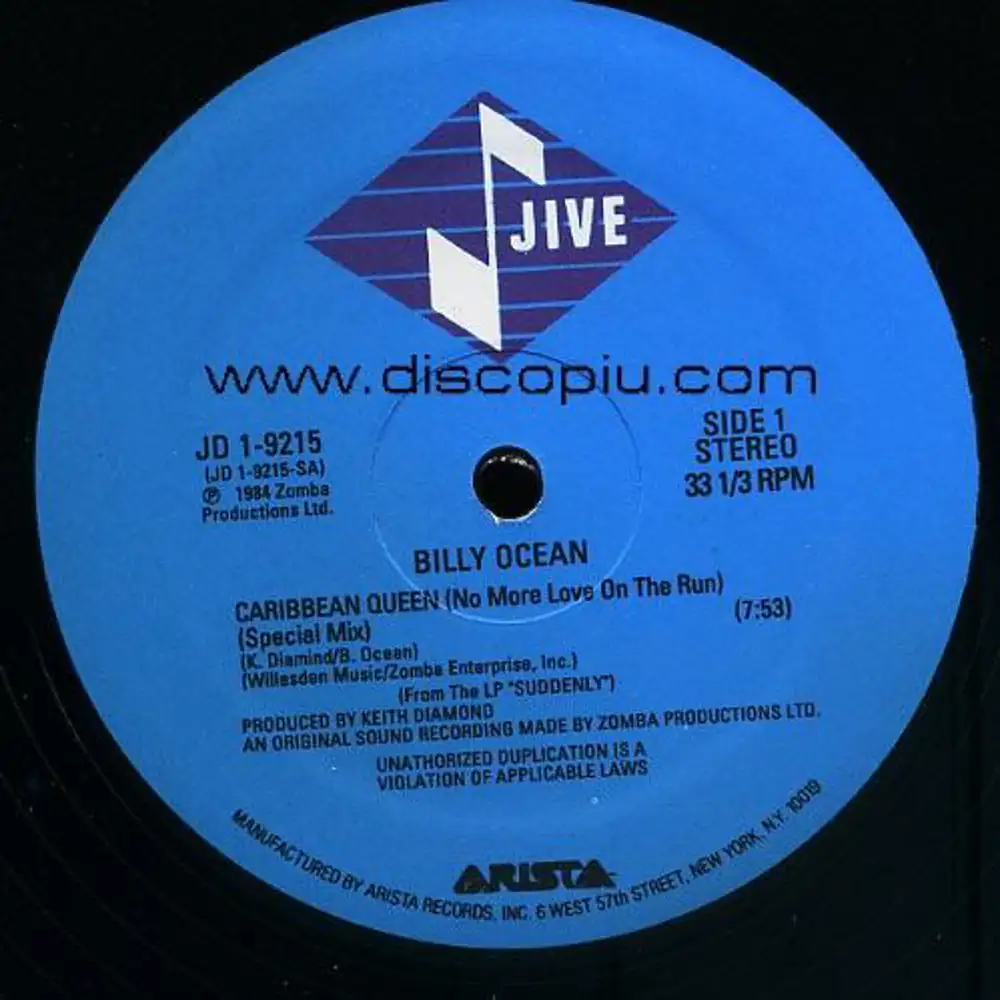 JIVE
www.discopiu.com
JD 1-9215
(JD 1-9215-SA)
℗ 1984 Zomba
Productions Ltd.
SIDE 1
STEREO
33 1/3 RPM
BILLY OCEAN
CARIBBEAN QUEEN (No More Love On The Run)
(Special Mix)
(7:53)
(K. Diamind/B. Ocean)
(Willesden Music/Zomba Enterprise, Inc.)
(From The LP "SUDDENLY")
PRODUCED BY KEITH DIAMOND
AN ORIGINAL SOUND RECORDING MADE BY ZOMBA PRODUCTIONS LTD.
UNATHORIZED DUPLICATION IS A
VIOLATION OF APPLICABLE LAWS
ARISTA
MANUFACTURED BY ARISTA RECORDS, INC. 6 WEST 57th STREET, NEW YORK, N.Y. 10019